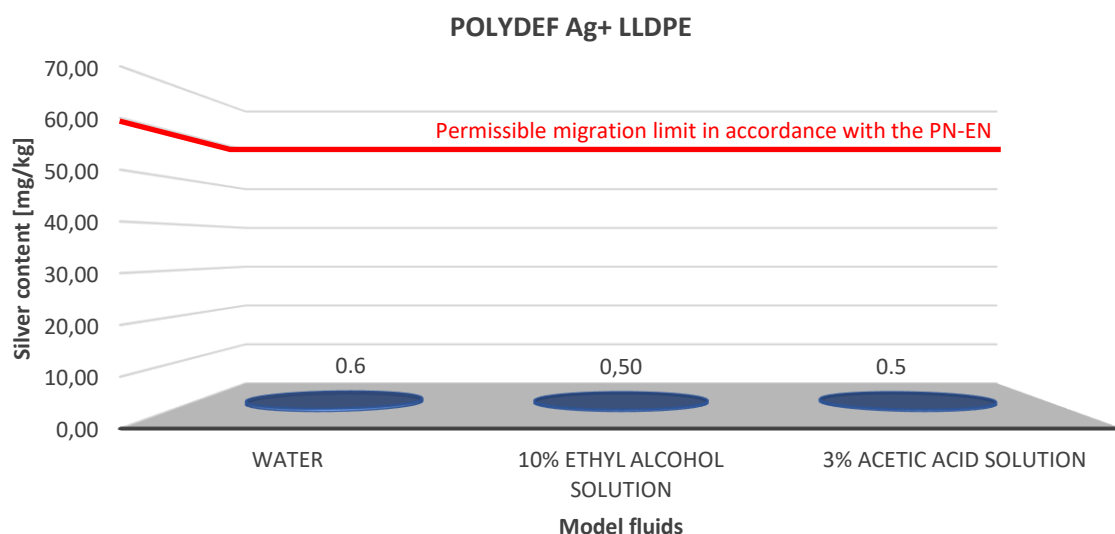 POLYDEF Ag+ LLDPE
Silver content [mg/kg]
70,00
60,00
50,00
40,00
30,00
20,00
10,00
0,00
Permissible migration limit in accordance with the PN-EN
0.6
0,50
0.5
WATER
10% ETHYL ALCOHOL
SOLUTION
3% ACETIC ACID SOLUTION
Model fluids